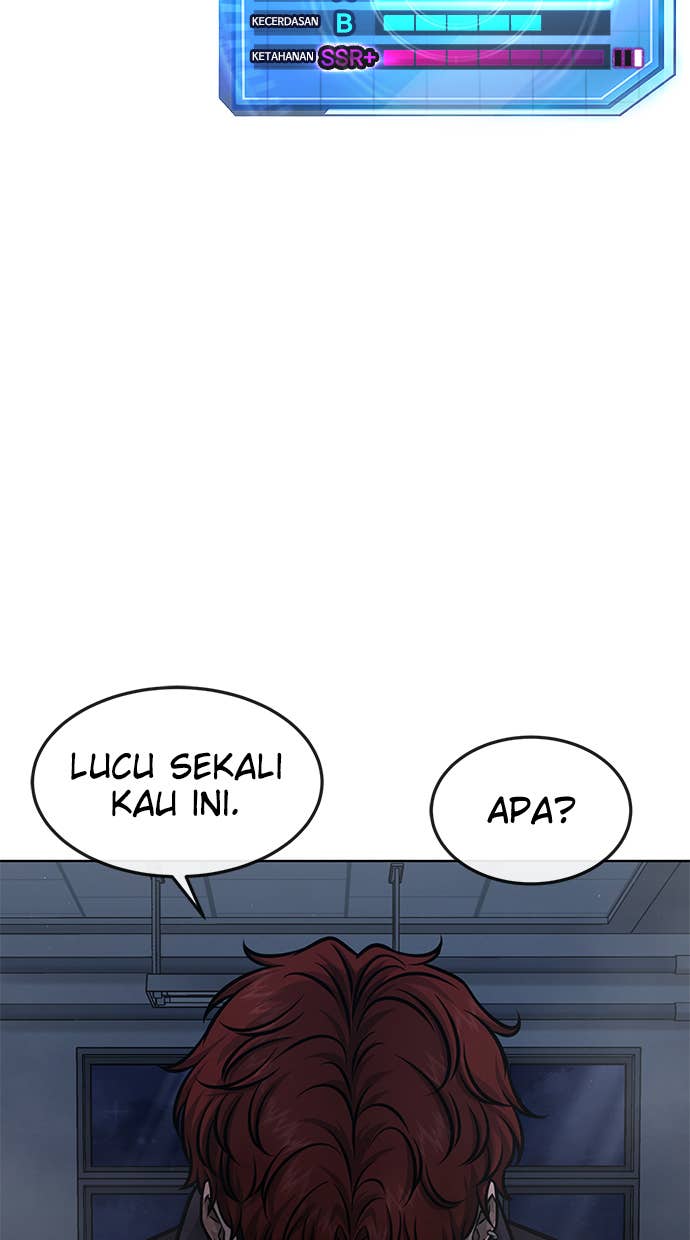 KECERDASAN B
KETAHANAN SSR+
LUCU SEKALI
KAU INI.
APA?